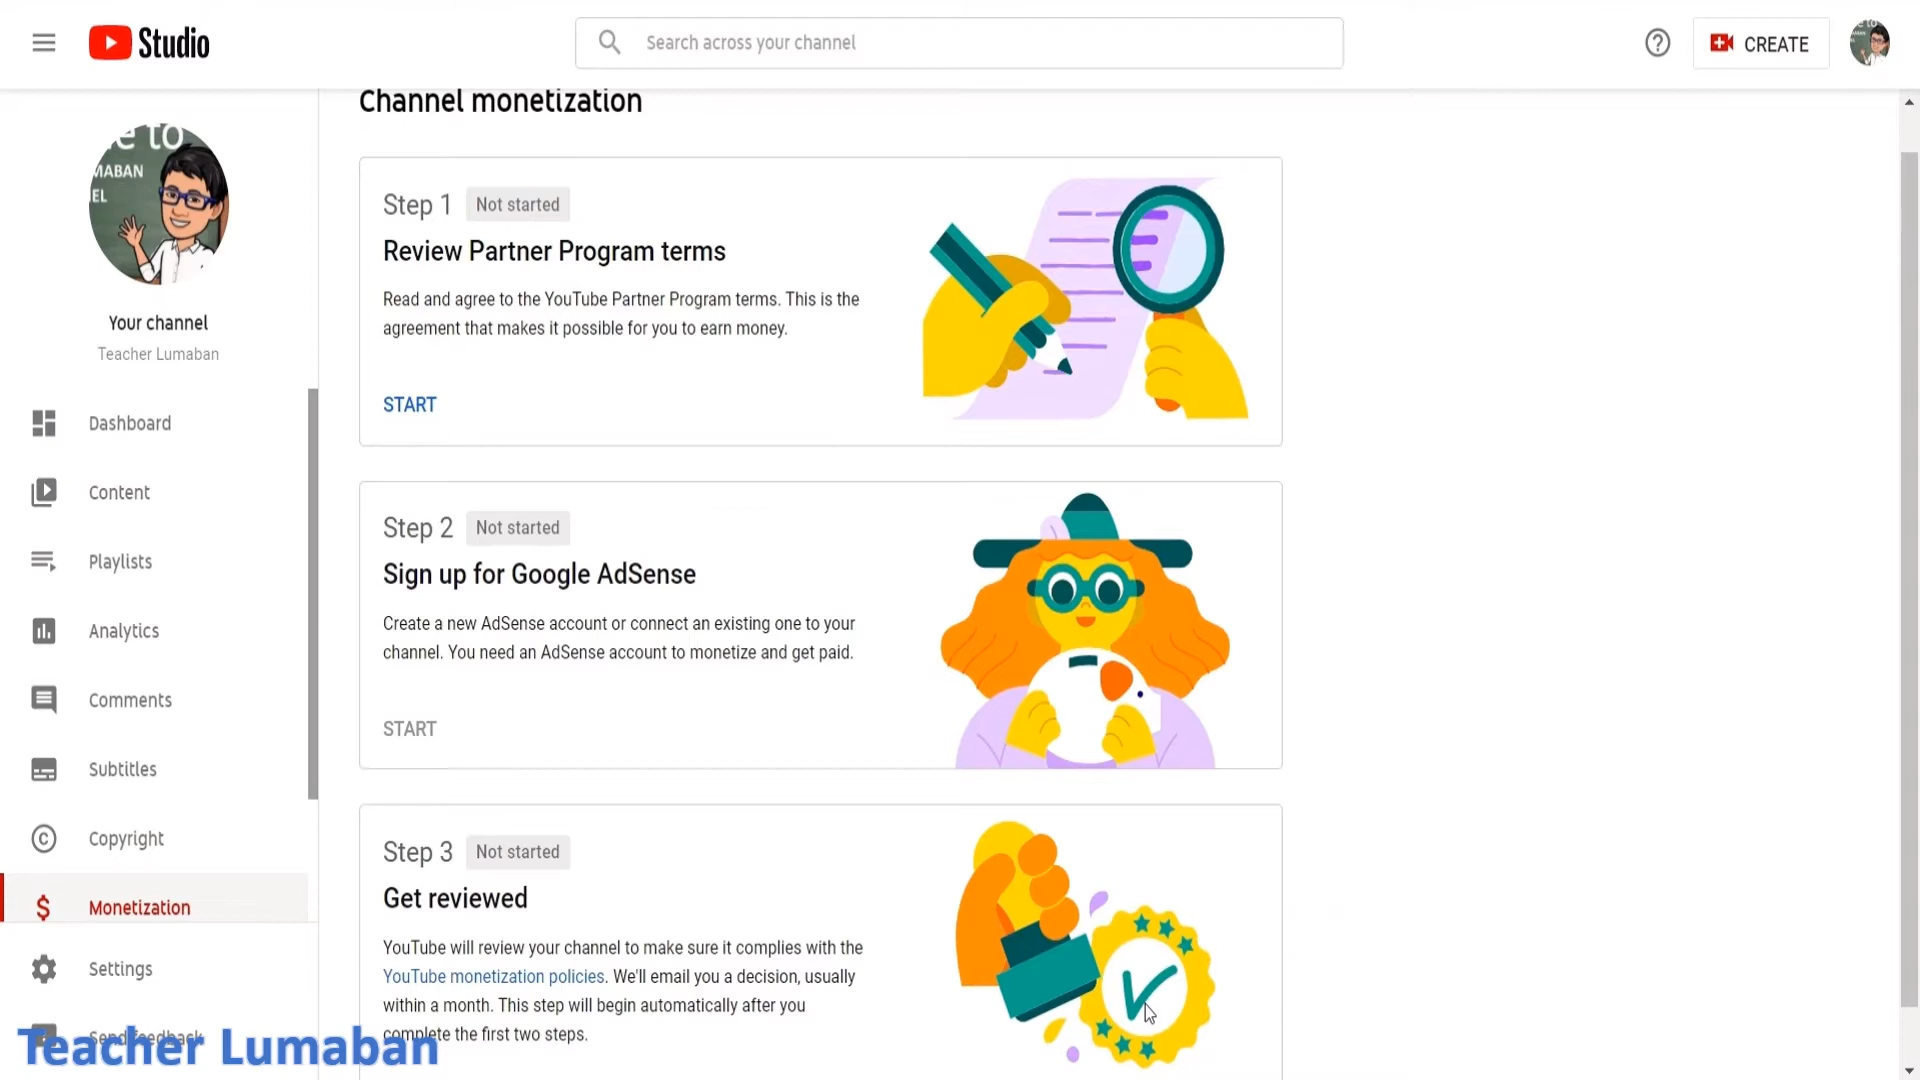 Studio
Search across your channel
CREATE
Channel monetization
MABAN
EL
Your channel
Teacher Lumaban
Dashboard
Content
Playlists
Analytics
Comments
Subtitles
Copyright
Monetization
Settings
Send feedback
Teacher Lumaban
Step 1 Not started
Review Partner Program terms
Read and agree to the YouTube Partner Program terms. This is the
agreement that makes it possible for you to earn money.
START
Step 2 Not started
Sign up for Google AdSense
Create a new AdSense account or connect an existing one to your
channel. You need an AdSense account to monetize and get paid.
START
Step 3 Not started
Get reviewed
YouTube will review your channel to make sure it complies with the
YouTube monetization policies. We'll email you a decision, usually
within a month. This step will begin automatically after you
complete the first two steps.